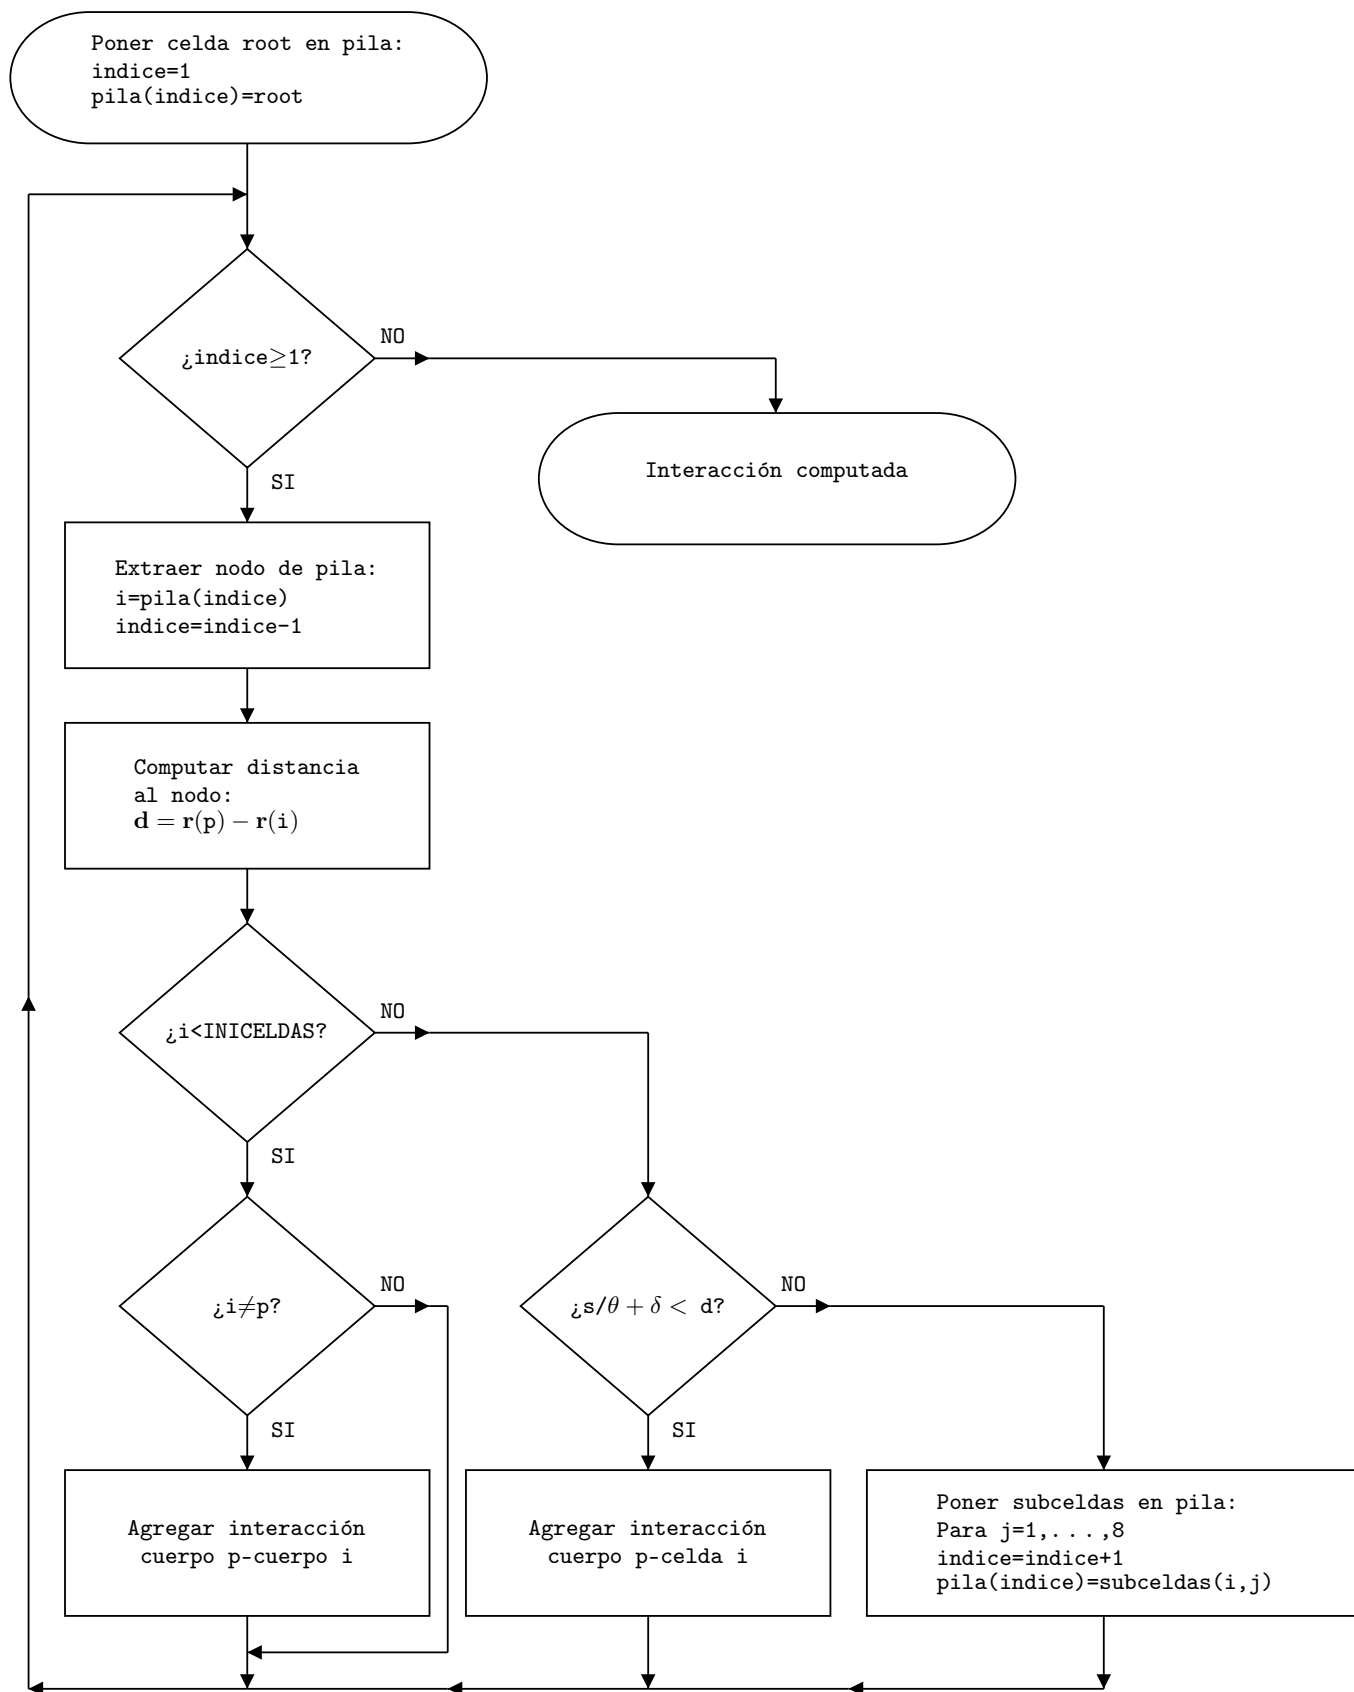 Poner celda root en pila:
indice=1
pila(indice)=root
¿indice≥1?
NO
SI
Interacción computada
Extraer nodo de pila:
i=pila(indice)
indice=indice-1
Computar distancia
al nodo:
d = r(p) − r(i)
¿i<INICELDAS?
NO
SI
¿i≠p?
NO
SI
¿s/θ + δ < d?
NO
SI
Agregar interacción
cuerpo p-cuerpo i
Agregar interacción
cuerpo p-celda i
Poner subceldas en pila:
Para j=1,...,8
indice=indice+1
pila(indice)=subceldas(i,j)